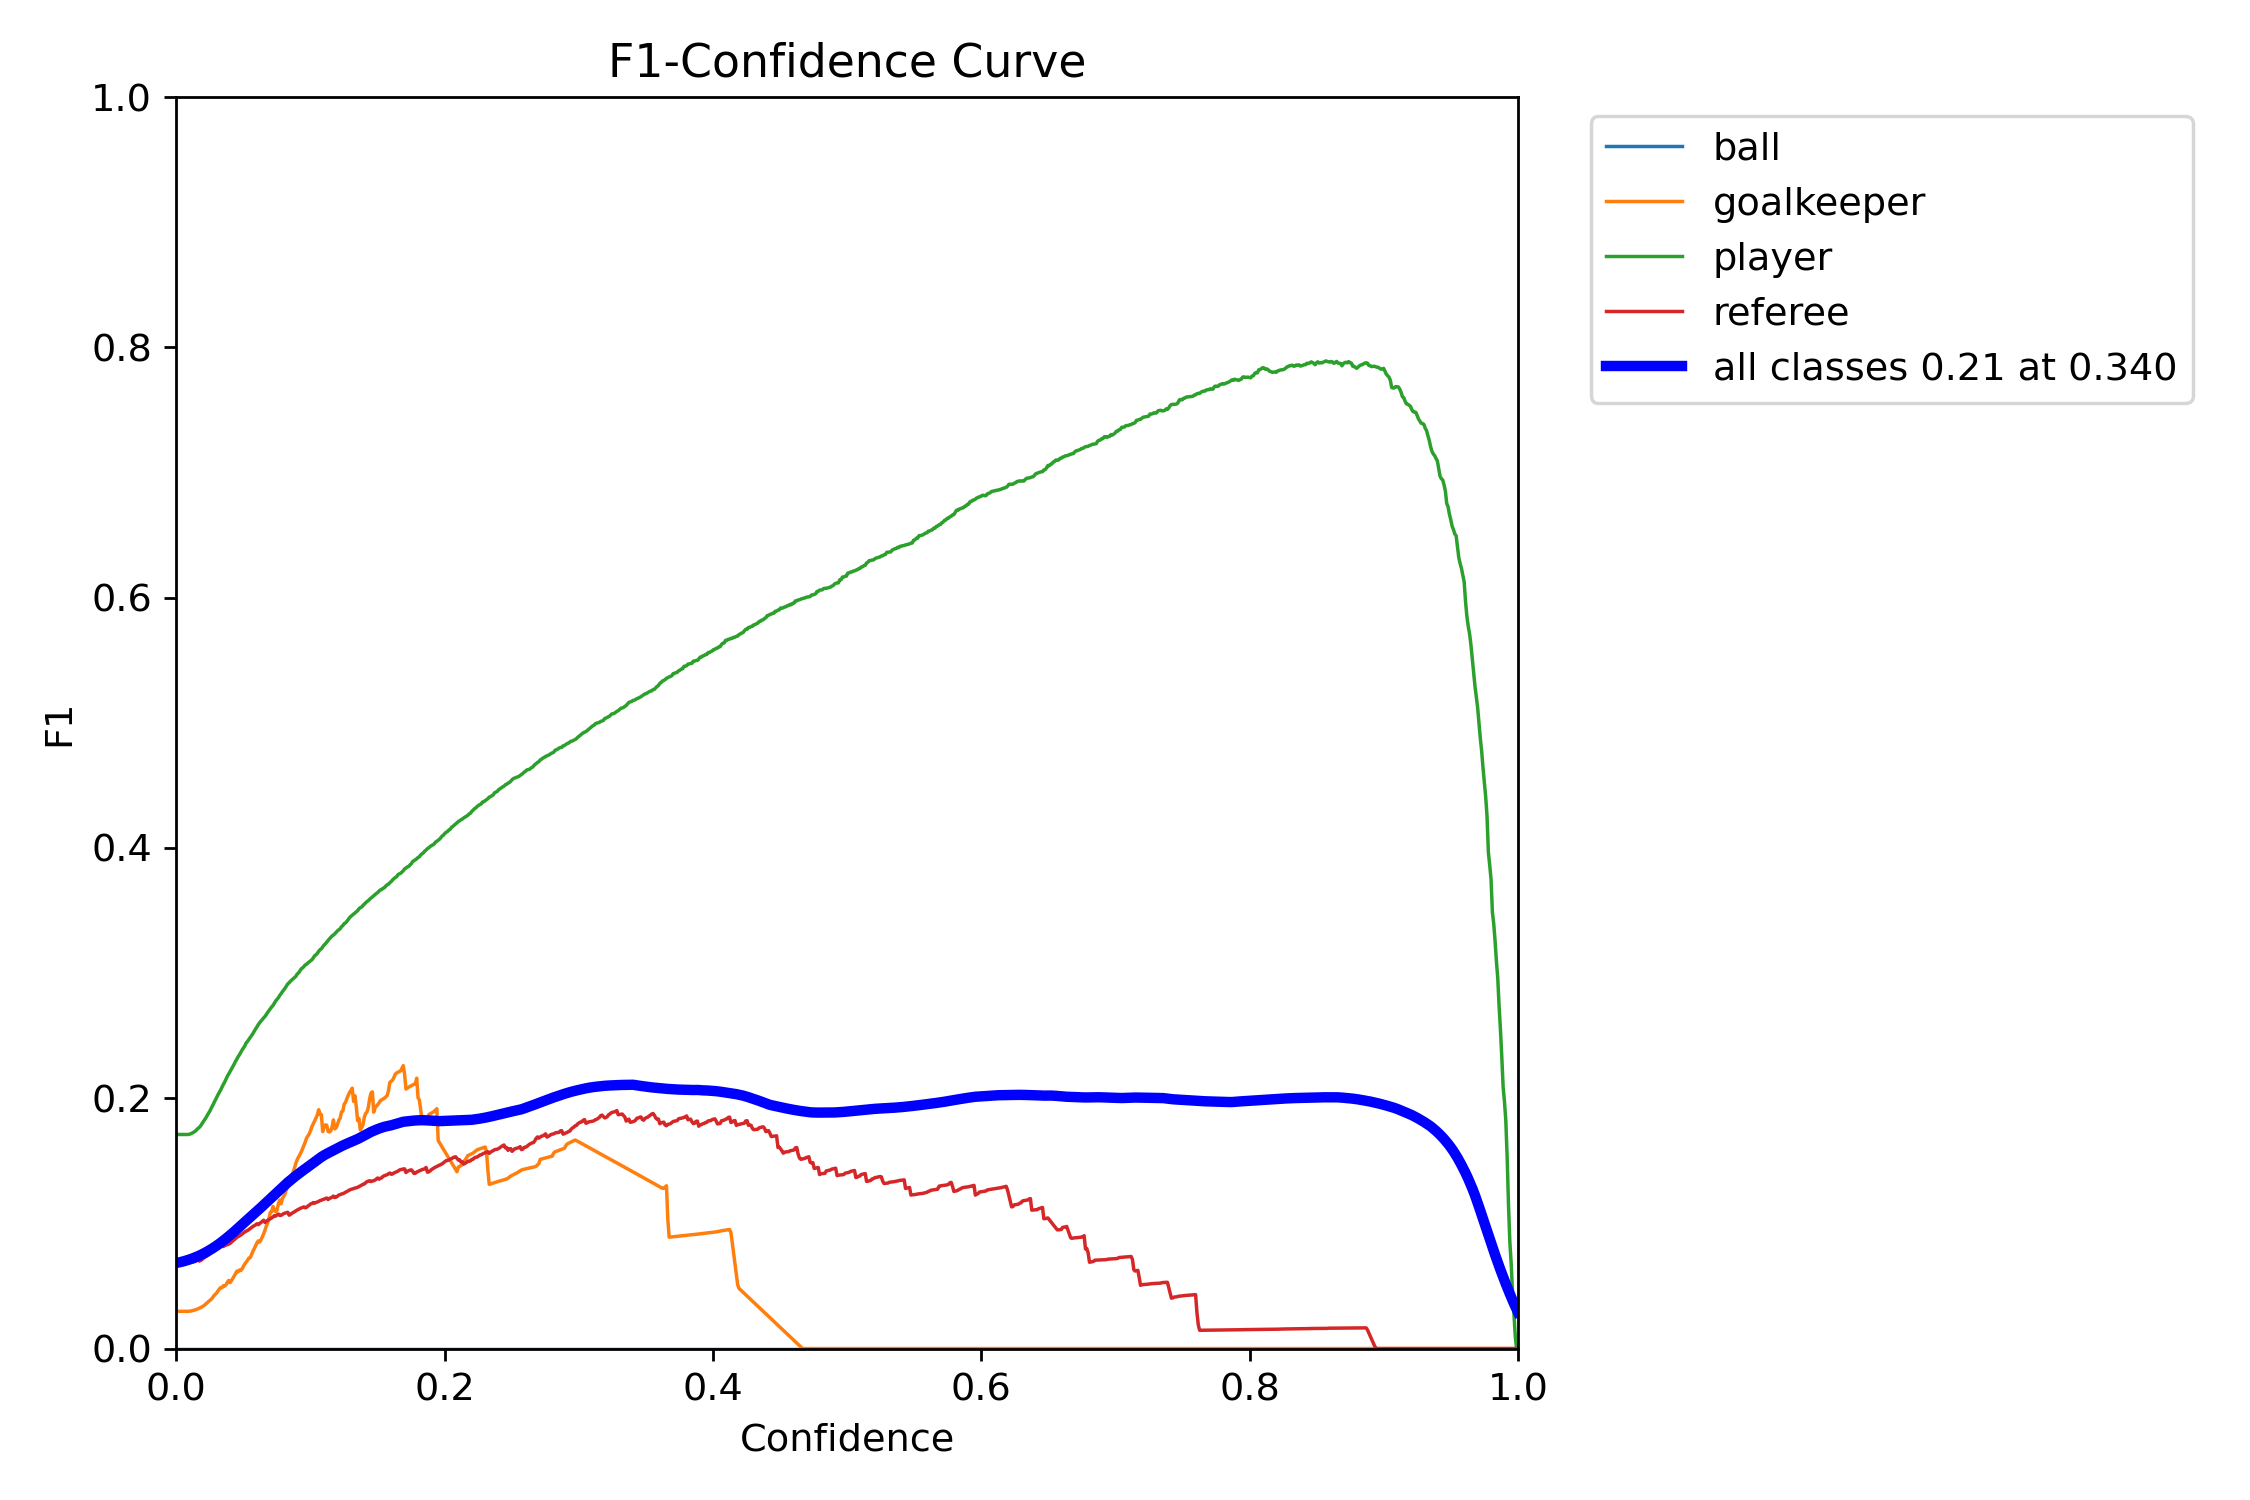 F1-Confidence Curve
1.0
0.8
0.6
0.4
0.2
0.0
F1
0.0 0.2 0.4 0.6 0.8 1.0
Confidence
ball
goalkeeper
player
referee
all classes 0.21 at 0.340